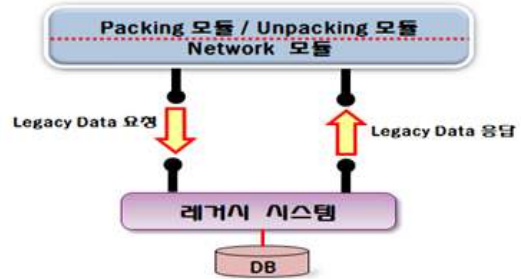 Packing 모듈 / Unpacking 모듈
Network 모듈
Legacy Data 요청
Legacy Data 응답
레거시 시스템
DB